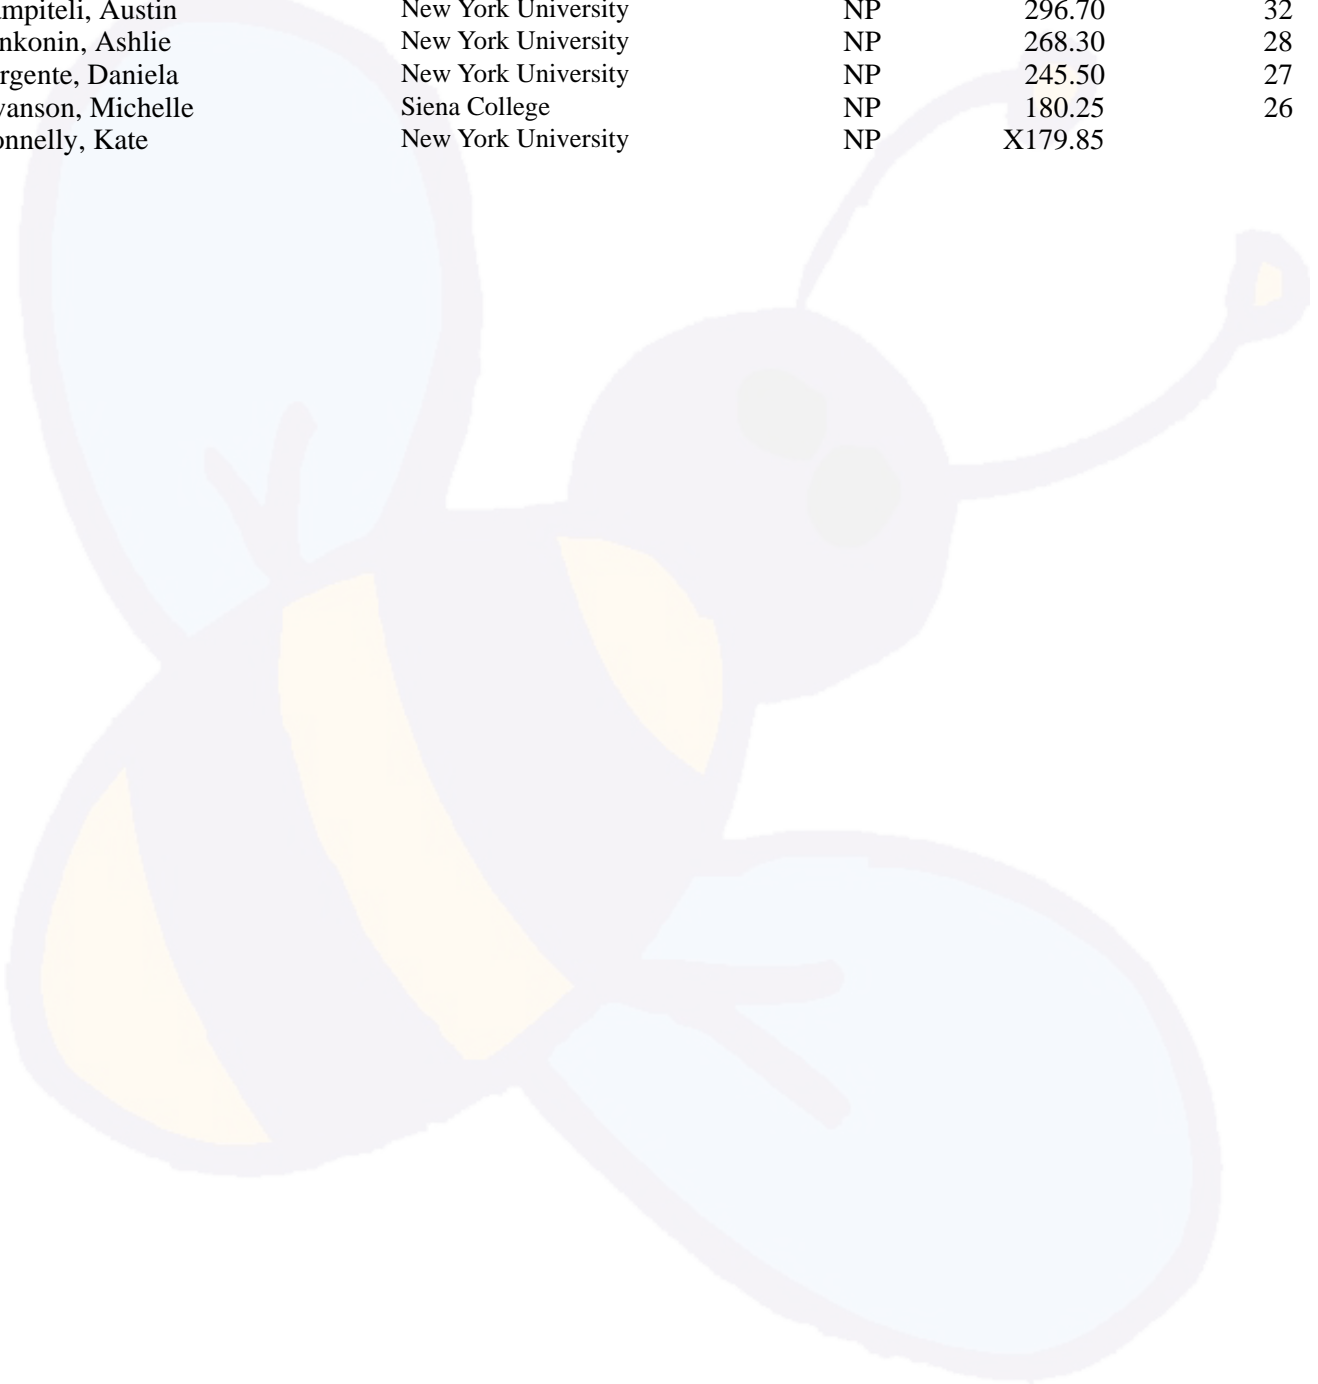 mpiteli, Austin New York University NP 296.70 32
nkonin, Ashlie New York University NP 268.30 28
rgente, Daniela New York University NP 245.50 27
vanson, Michelle Siena College NP 180.25 26
onnelly, Kate New York University NP X179.85